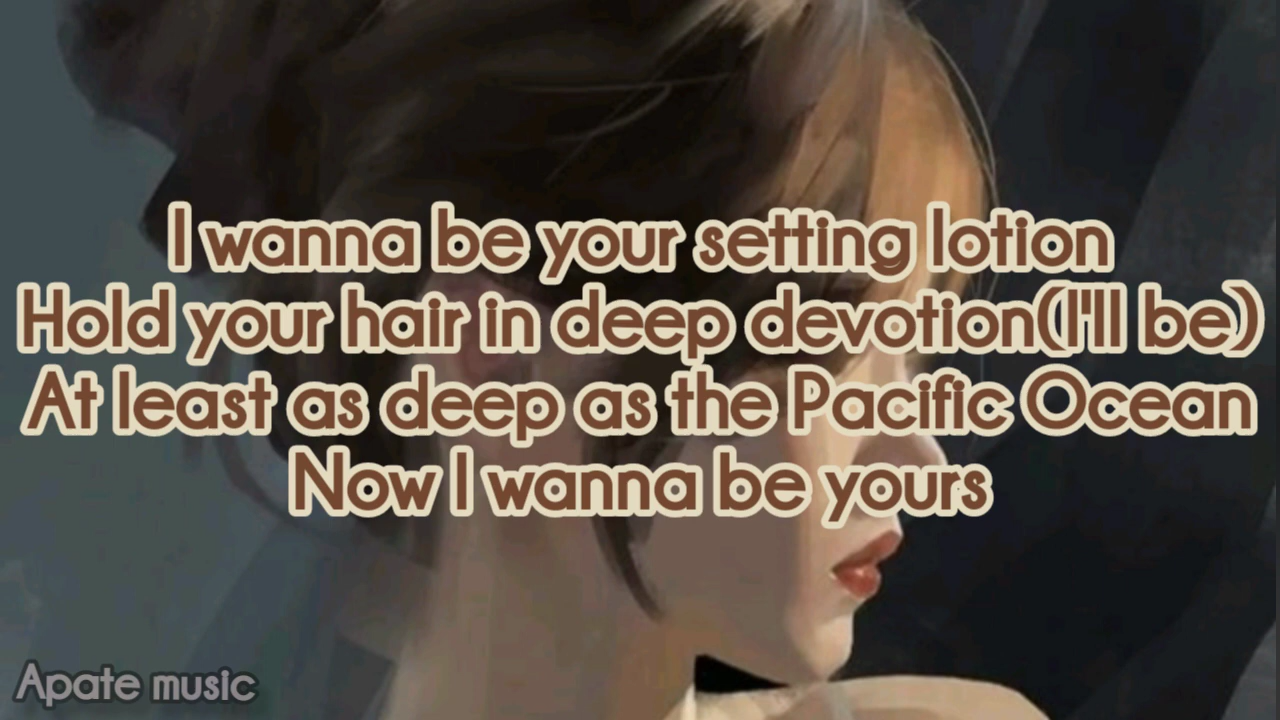 I wanna be your setting lotion
Hold your hair in deep devotion(I'll be)
At least as deep as the Pacific Ocean
Now I wanna be yours
Apate music